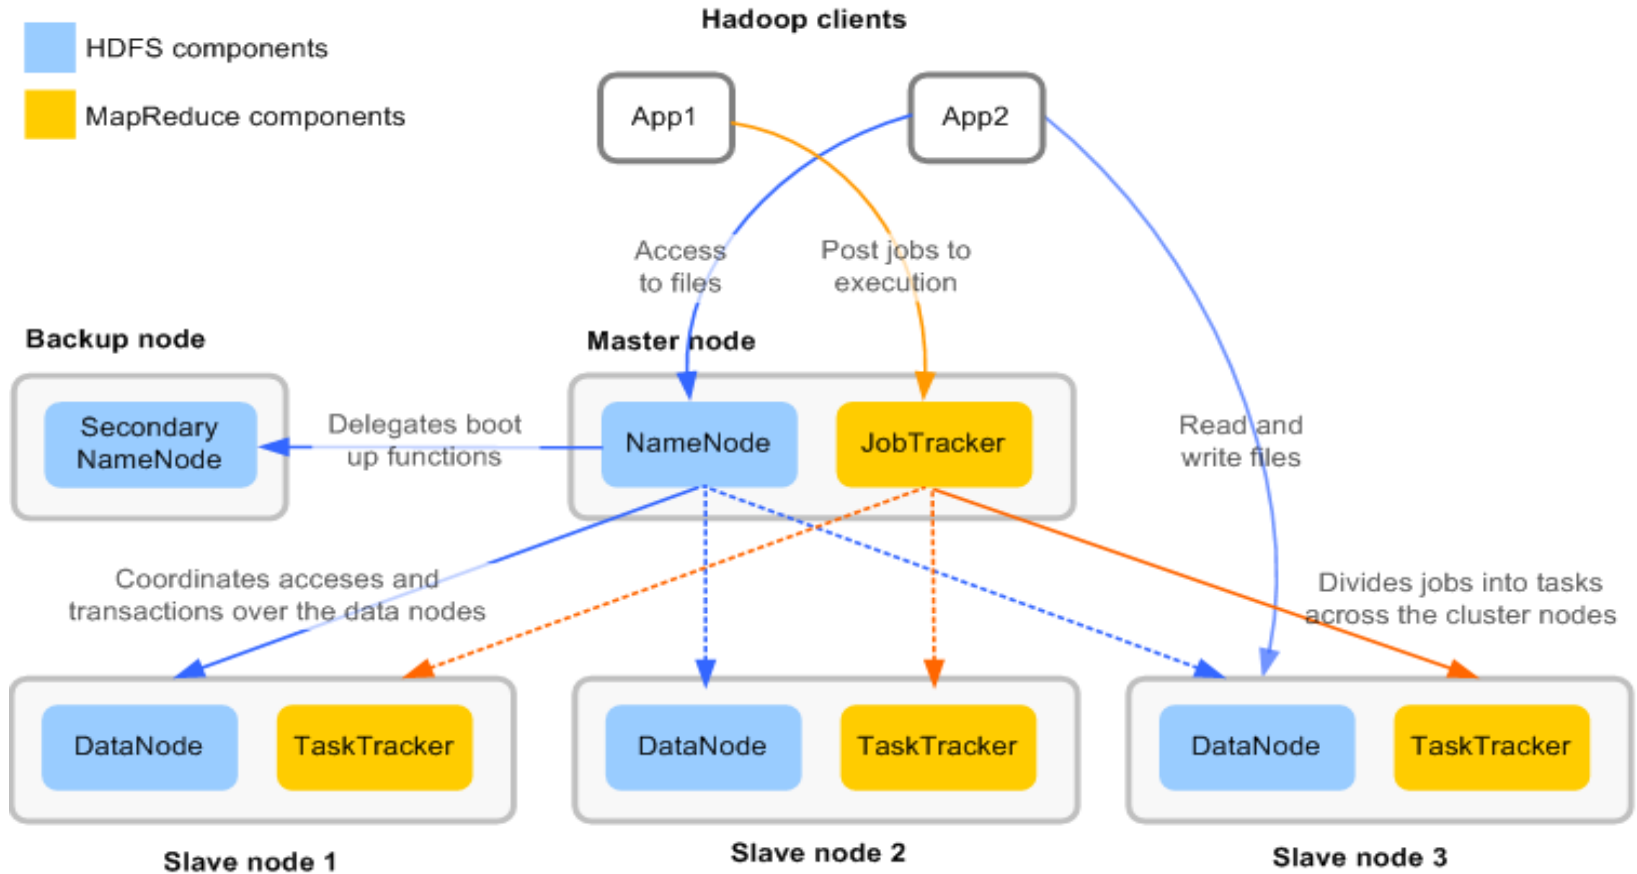 Hadoop clients
HDFS components
MapReduce components
App1
App2
Access
to files
Post jobs to
execution
Backup node
Master node
Secondary
NameNode
Delegates boot
up functions
NameNode
JobTracker
Read and
write files
Coordinates acceses and
transactions over the data nodes
Divides jobs into tasks
across the cluster nodes
DataNode
TaskTracker
DataNode
TaskTracker
DataNode
TaskTracker
Slave node 1
Slave node 2
Slave node 3